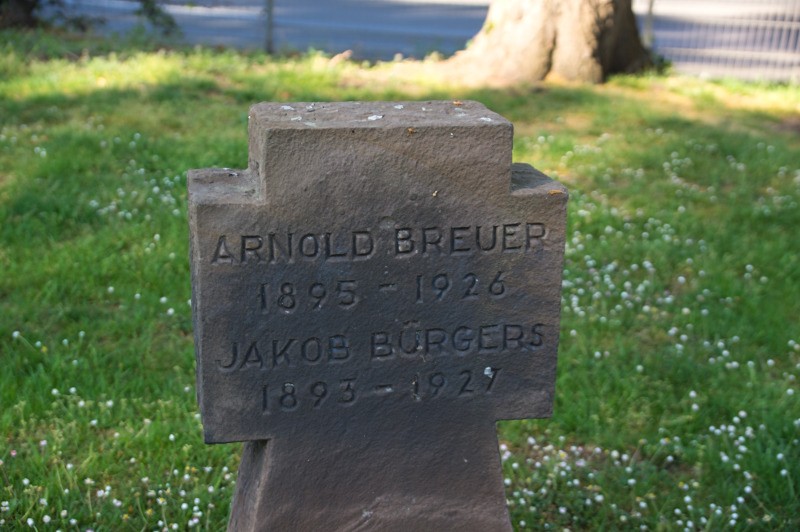 ARNOLD BREUER
1895 - 1926
JAKOB BÜRGERS
1893 - 1927